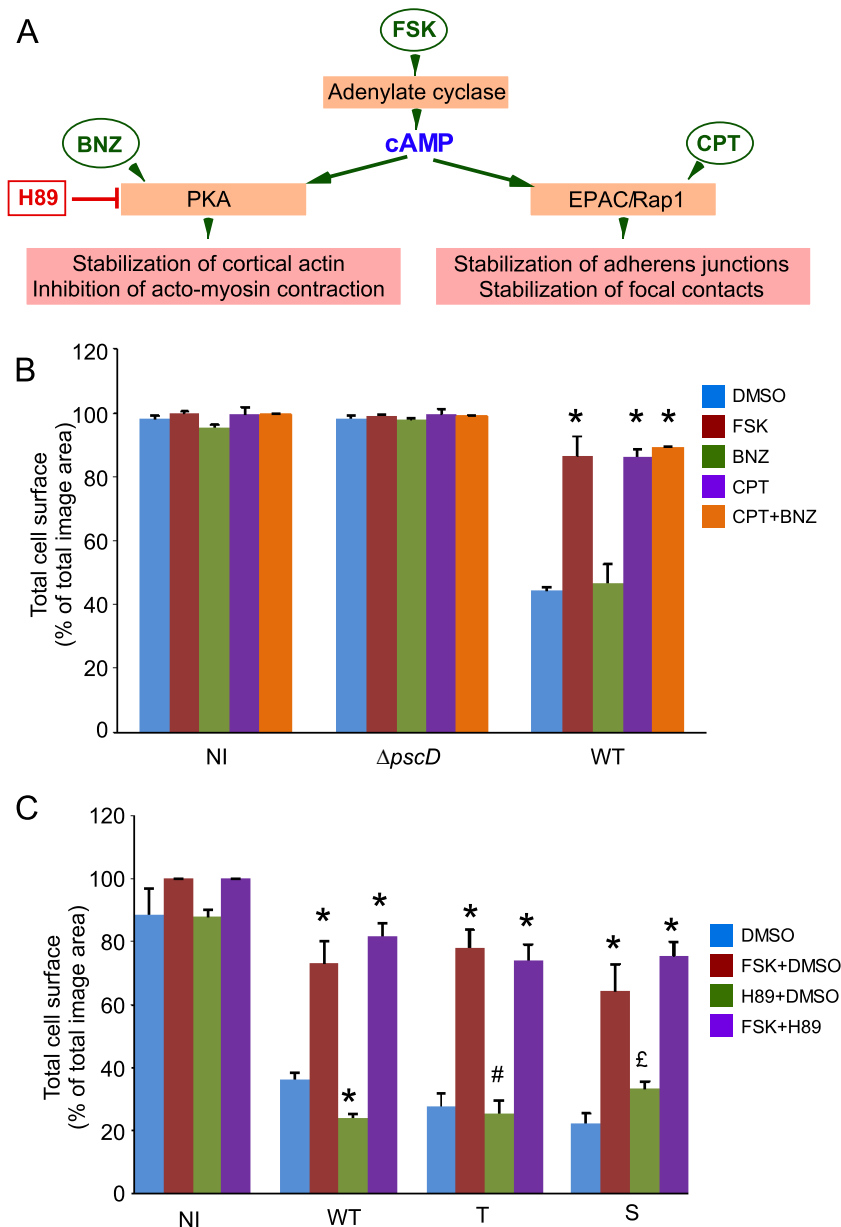 A
FSK
Adenylate cyclase
cAMP
BNZ
CPT
H89
PKA
EPAC/Rap1
Stabilization of cortical actin
Inhibition of acto-myosin contraction
Stabilization of adherens junctions
Stabilization of focal contacts
B
Total cell surface
(% of total image area)
120
100
80
60
40
20
0
* * *
NI
ΔpscD
WT
DMSO
FSK
BNZ
CPT
CPT+BNZ
C
Total cell surface
(% of total image area)
120
100
80
60
40
20
0
* * *
* # *
* £ *
NI
WT
T
S
DMSO
FSK+DMSO
H89+DMSO
FSK+H89